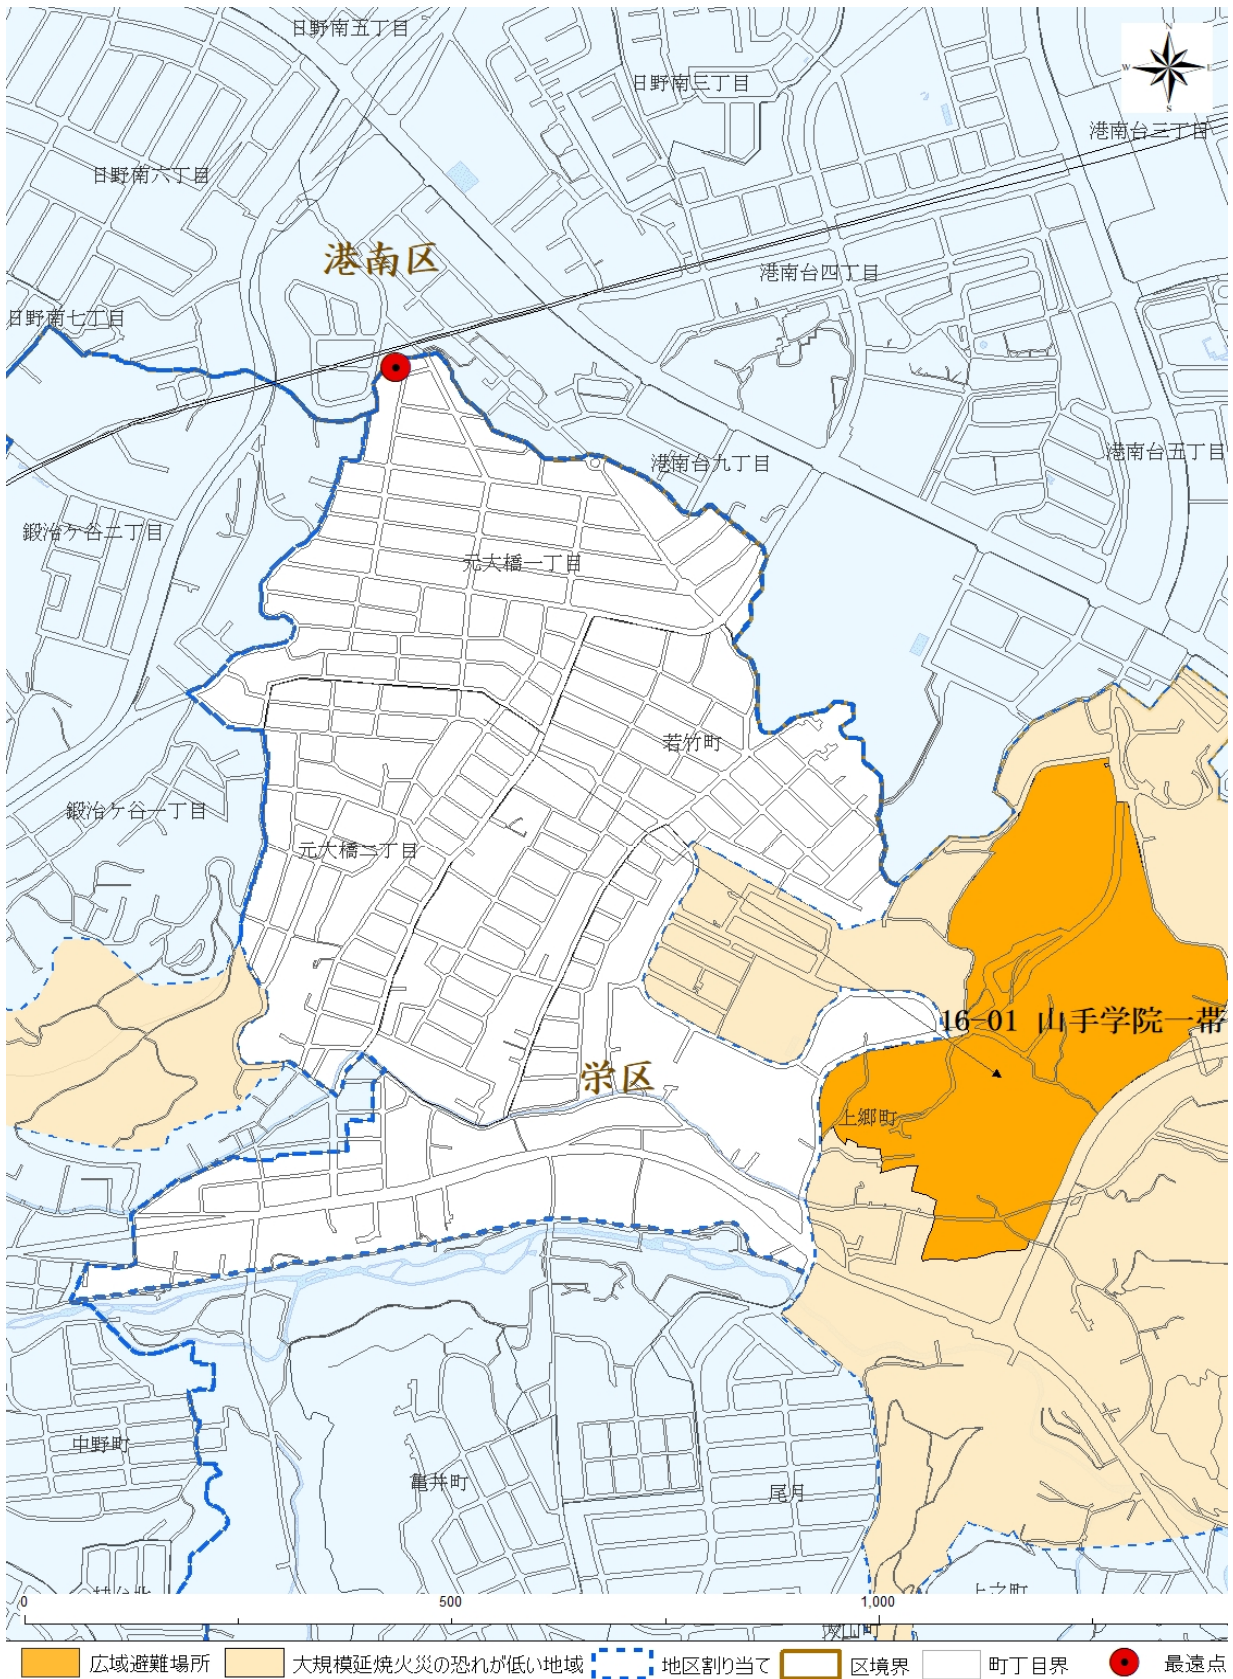 日野南五丁目
N
W E
S
日野南三丁目
港南台三丁目
日野南六丁目
港南区
港南台四丁目
日野南七丁目
港南台九丁目
港南台五丁目
鍛冶ケ谷二丁目
元大橋一丁目
若竹町
鍛冶ケ谷一丁目
元大橋二丁目
16-01 山手学院一帯
栄区
上郷町
中野町
亀井町
尾月
上之町
0 500 1,000
広域避難場所 大規模延焼火災の恐れが低い地域 地区割り当て 区境界 町丁目界 最遠点